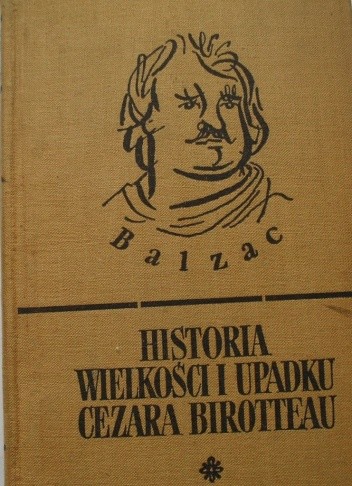 Balzac
HISTORIA
WIELKOŚCI I UPADKU
CEZARA BIROTTEAU